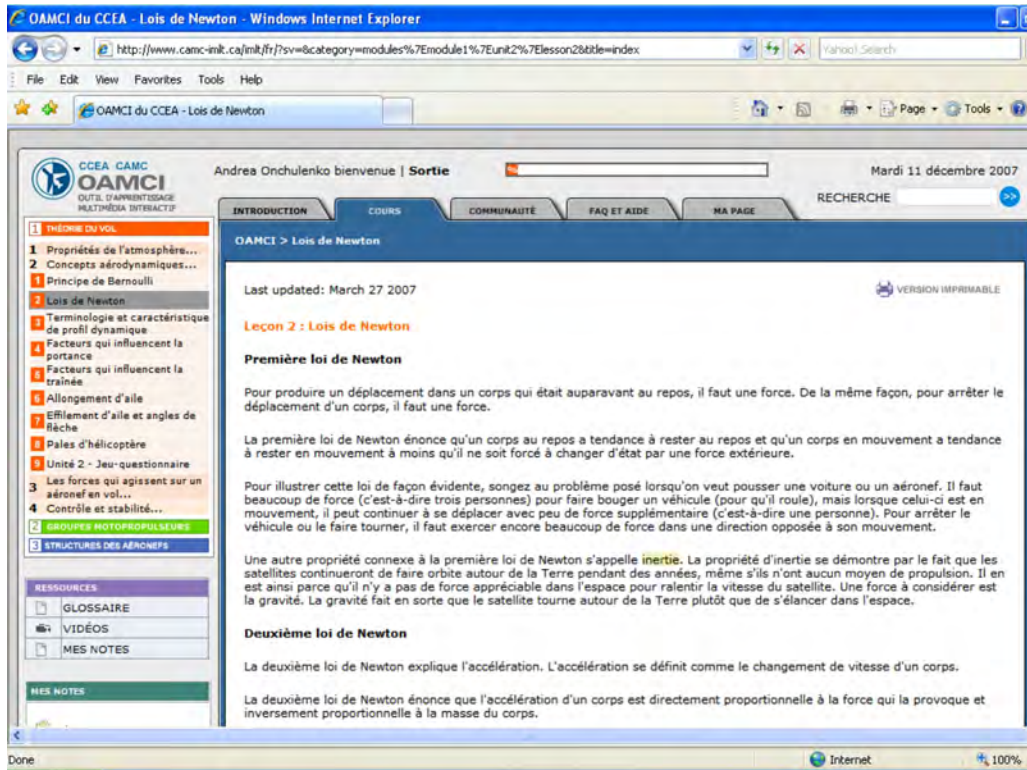 OAMCI du CCEA - Lois de Newton - Windows Internet Explorer
http://www.camc-imlt.ca/imlt/fr/?sv=&category=modules%7Emodule1%7Eunit2%7Elesson2&title=index
Yahoo! Search
File Edit View Favorites Tools Help
OAMCI du CCEA - Lois de Newton
Page Tools
CCEA CAMC
OAMCI
OUTIL D'APPRENTISSAGE
MULTIMÉDIA INTERACTIF
Andrea Onchulenko bienvenue | Sortie
Mardi 11 décembre 2007
RECHERCHE
INTRODUCTION COURS COMMUNAUTÉ FAQ ET AIDE MA PAGE
1 THÉORIE DU VOL
1 Propriétés de l'atmosphère...
2 Concepts aérodynamiques...
1 Principe de Bernoulli
2 Lois de Newton
3 Terminologie et caractéristique
de profil dynamique
4 Facteurs qui influencent la
portance
5 Facteurs qui influencent la
traînée
6 Allongement d'aile
7 Effilement d'aile et angles de
flèche
8 Pales d'hélicoptère
9 Unité 2 - Jeu-questionnaire
3 Les forces qui agissent sur un
aéronef en vol...
4 Contrôle et stabilité...
2 GROUPES MOTOPROPULSEURS
3 STRUCTURES DES AÉRONEFS
RESSOURCES
GLOSSAIRE
VIDÉOS
MES NOTES
MES NOTES
OAMCI > Lois de Newton
Last updated: March 27 2007
VERSION IMPRIMABLE
Leçon 2 : Lois de Newton
Première loi de Newton
Pour produire un déplacement dans un corps qui était auparavant au repos, il faut une force. De la même façon, pour arrêter le
déplacement d'un corps, il faut une force.
La première loi de Newton énonce qu'un corps au repos a tendance à rester au repos et qu'un corps en mouvement a tendance
à rester en mouvement à moins qu'il ne soit forcé à changer d'état par une force extérieure.
Pour illustrer cette loi de façon évidente, songez au problème posé lorsqu'on veut pousser une voiture ou un aéronef. Il faut
beaucoup de force (c'est-à-dire trois personnes) pour faire bouger un véhicule (pour qu'il roule), mais lorsque celui-ci est en
mouvement, il peut continuer à se déplacer avec peu de force supplémentaire (c'est-à-dire une personne). Pour arrêter le
véhicule ou le faire tourner, il faut exercer encore beaucoup de force dans une direction opposée à son mouvement.
Une autre propriété connexe à la première loi de Newton s'appelle inertie. La propriété d'inertie se démontre par le fait que les
satellites continueront de faire orbite autour de la Terre pendant des années, même s'ils n'ont aucun moyen de propulsion. Il en
est ainsi parce qu'il n'y a pas de force appréciable dans l'espace pour ralentir la vitesse du satellite. Une force à considérer est
la gravité. La gravité fait en sorte que le satellite tourne autour de la Terre plutôt que de s'élancer dans l'espace.
Deuxième loi de Newton
La deuxième loi de Newton explique l'accélération. L'accélération se définit comme le changement de vitesse d'un corps.
La deuxième loi de Newton énonce que l'accélération d'un corps est directement proportionnelle à la force qui la provoque et
inversement proportionnelle à la masse du corps.
Done
Internet
100%